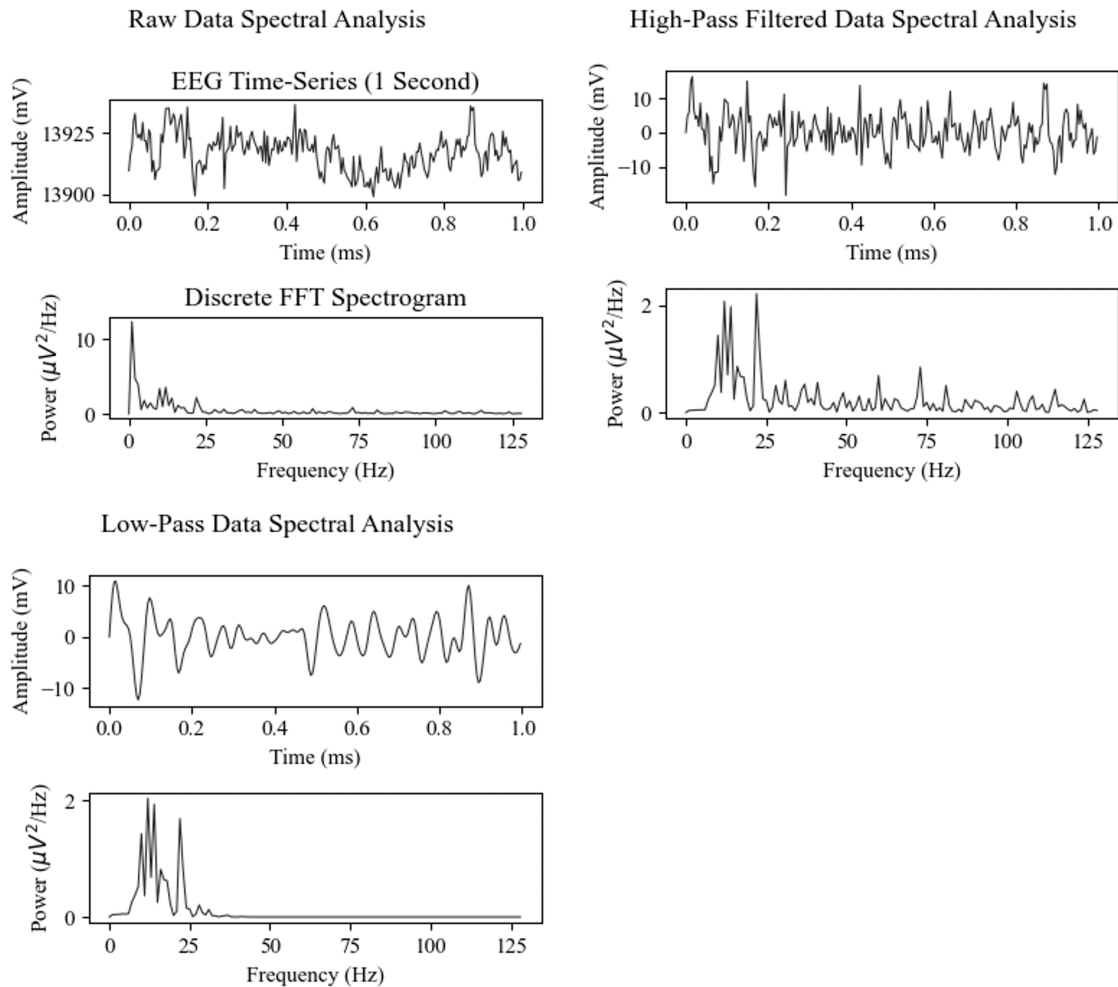 Raw Data Spectral Analysis
EEG Time-Series (1 Second)
Amplitude (mV)
13925
13900
0.0 0.2 0.4 0.6 0.8 1.0
Time (ms)
Discrete FFT Spectrogram
Power (μV²/Hz)
10
0
0 25 50 75 100 125
Frequency (Hz)
High-Pass Filtered Data Spectral Analysis
Amplitude (mV)
10
0
−10
0.0 0.2 0.4 0.6 0.8 1.0
Time (ms)
Power (μV²/Hz)
2
0
0 25 50 75 100 125
Frequency (Hz)
Low-Pass Data Spectral Analysis
Amplitude (mV)
10
0
−10
0.0 0.2 0.4 0.6 0.8 1.0
Time (ms)
Power (μV²/Hz)
2
0
0 25 50 75 100 125
Frequency (Hz)